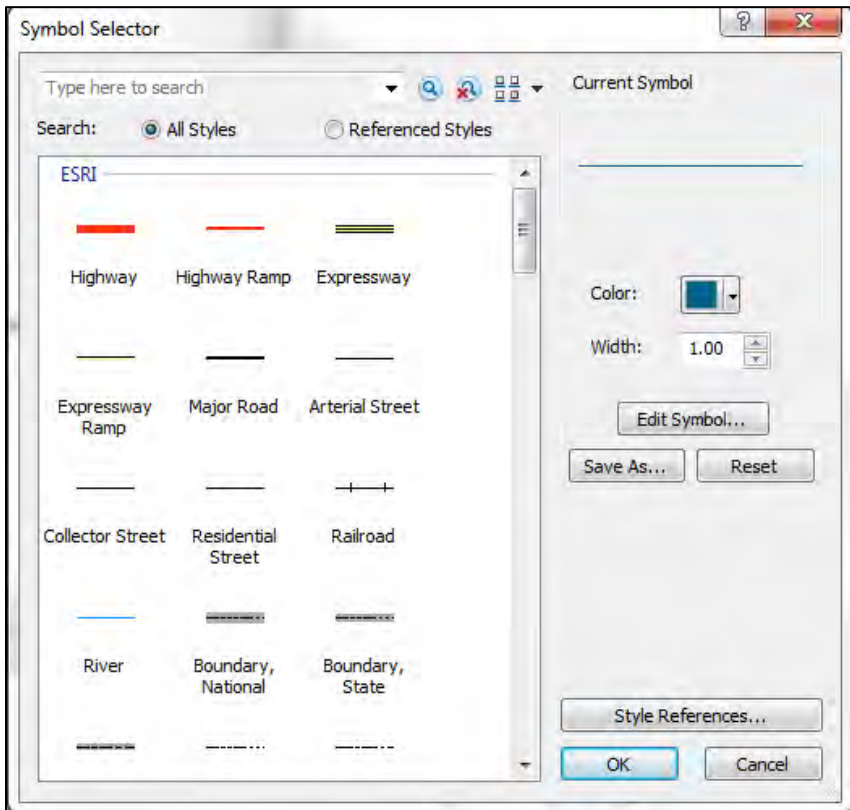 Symbol Selector
Type here to search
Search: All Styles Referenced Styles
ESRI
Highway Highway Ramp Expressway
Expressway Ramp Major Road Arterial Street
Collector Street Residential Street Railroad
River Boundary, National Boundary, State
Current Symbol
Color:
Width: 1.00
Edit Symbol...
Save As... Reset
Style References...
OK Cancel